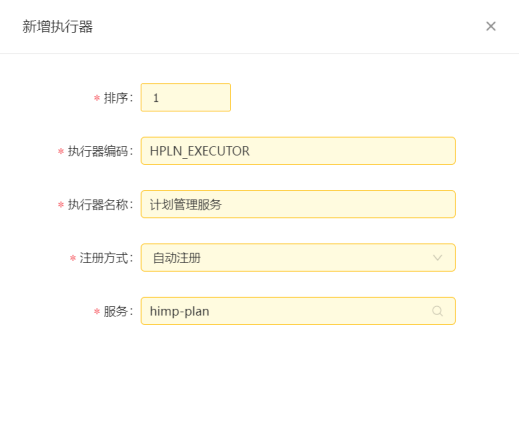 新增执行器
* 排序： 1
* 执行器编码： HPLN_EXECUTOR
* 执行器名称： 计划管理服务
* 注册方式： 自动注册
* 服务： himp-plan